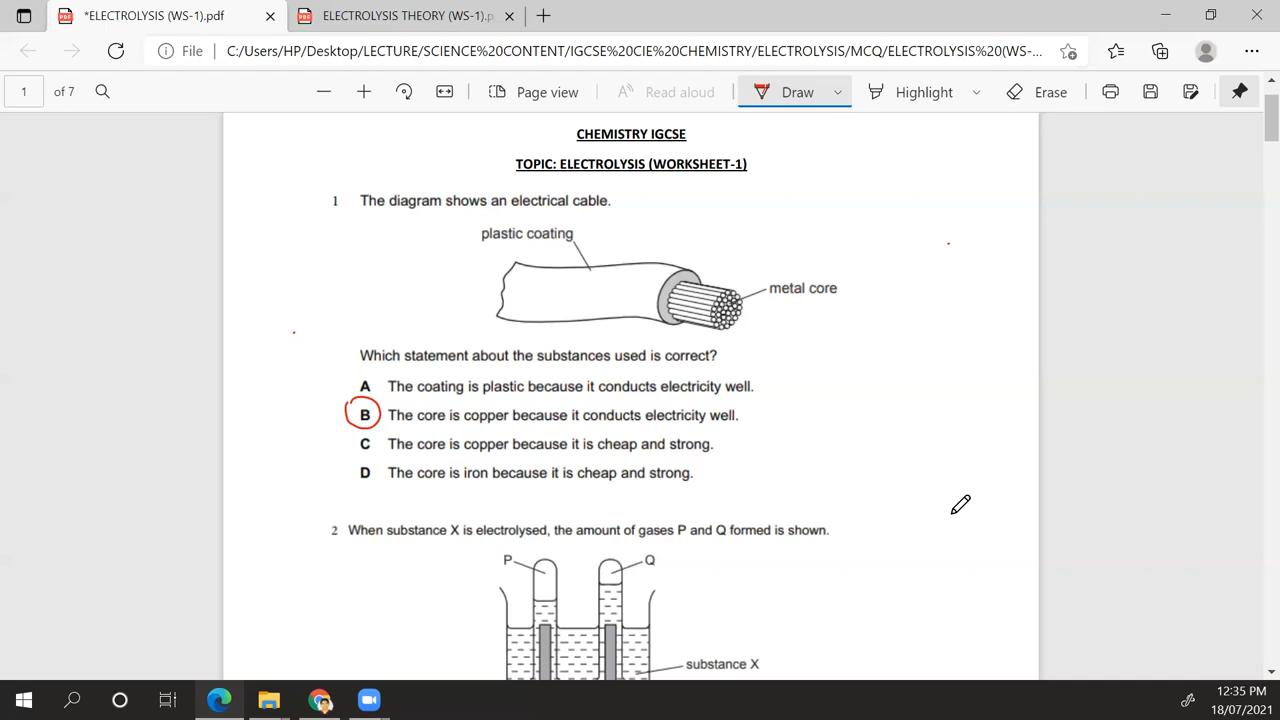 *ELECTROLYSIS (WS-1).pdf
ELECTROLYSIS THEORY (WS-1).p
File
C:/Users/HP/Desktop/LECTURE/SCIENCE%20CONTENT/IGCSE%20CIE%20CHEMISTRY/ELECTROLYSIS/MCQ/ELECTROLYSIS%20(WS-...
1 of 7
Page view
Read aloud
Draw
Highlight
Erase
CHEMISTRY IGCSE
TOPIC: ELECTROLYSIS (WORKSHEET-1)
1 The diagram shows an electrical cable.
plastic coating
metal core
Which statement about the substances used is correct?
A The coating is plastic because it conducts electricity well.
B The core is copper because it conducts electricity well.
C The core is copper because it is cheap and strong.
D The core is iron because it is cheap and strong.
2 When substance X is electrolysed, the amount of gases P and Q formed is shown.
P
Q
substance X
12:35 PM
18/07/2021